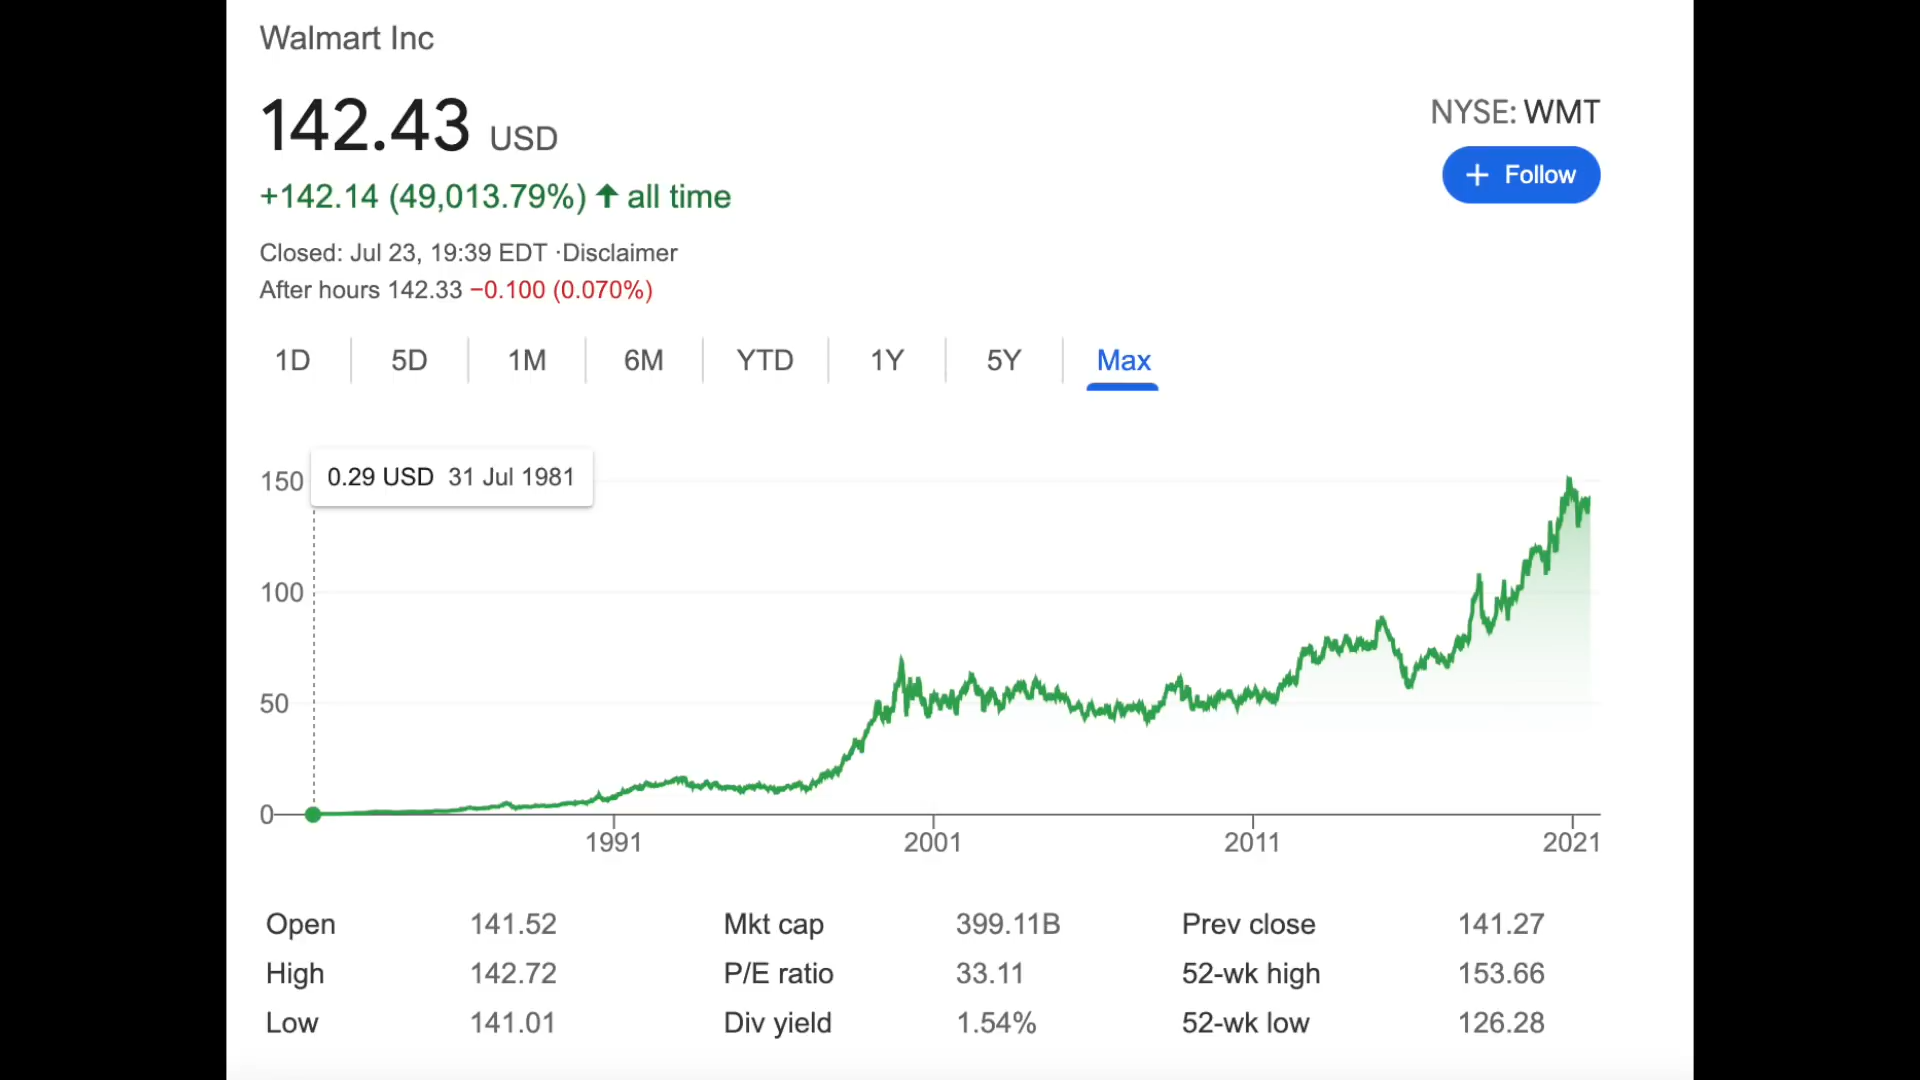 Walmart Inc
142.43 USD
NYSE: WMT
+ Follow
+142.14 (49,013.79%) ↑ all time
Closed: Jul 23, 19:39 EDT ·Disclaimer
After hours 142.33 −0.100 (0.070%)
1D 5D 1M 6M YTD 1Y 5Y Max
0.29 USD 31 Jul 1981
150
100
50
0
1991 2001 2011 2021
Open 141.52 Mkt cap 399.11B Prev close 141.27
High 142.72 P/E ratio 33.11 52-wk high 153.66
Low 141.01 Div yield 1.54% 52-wk low 126.28